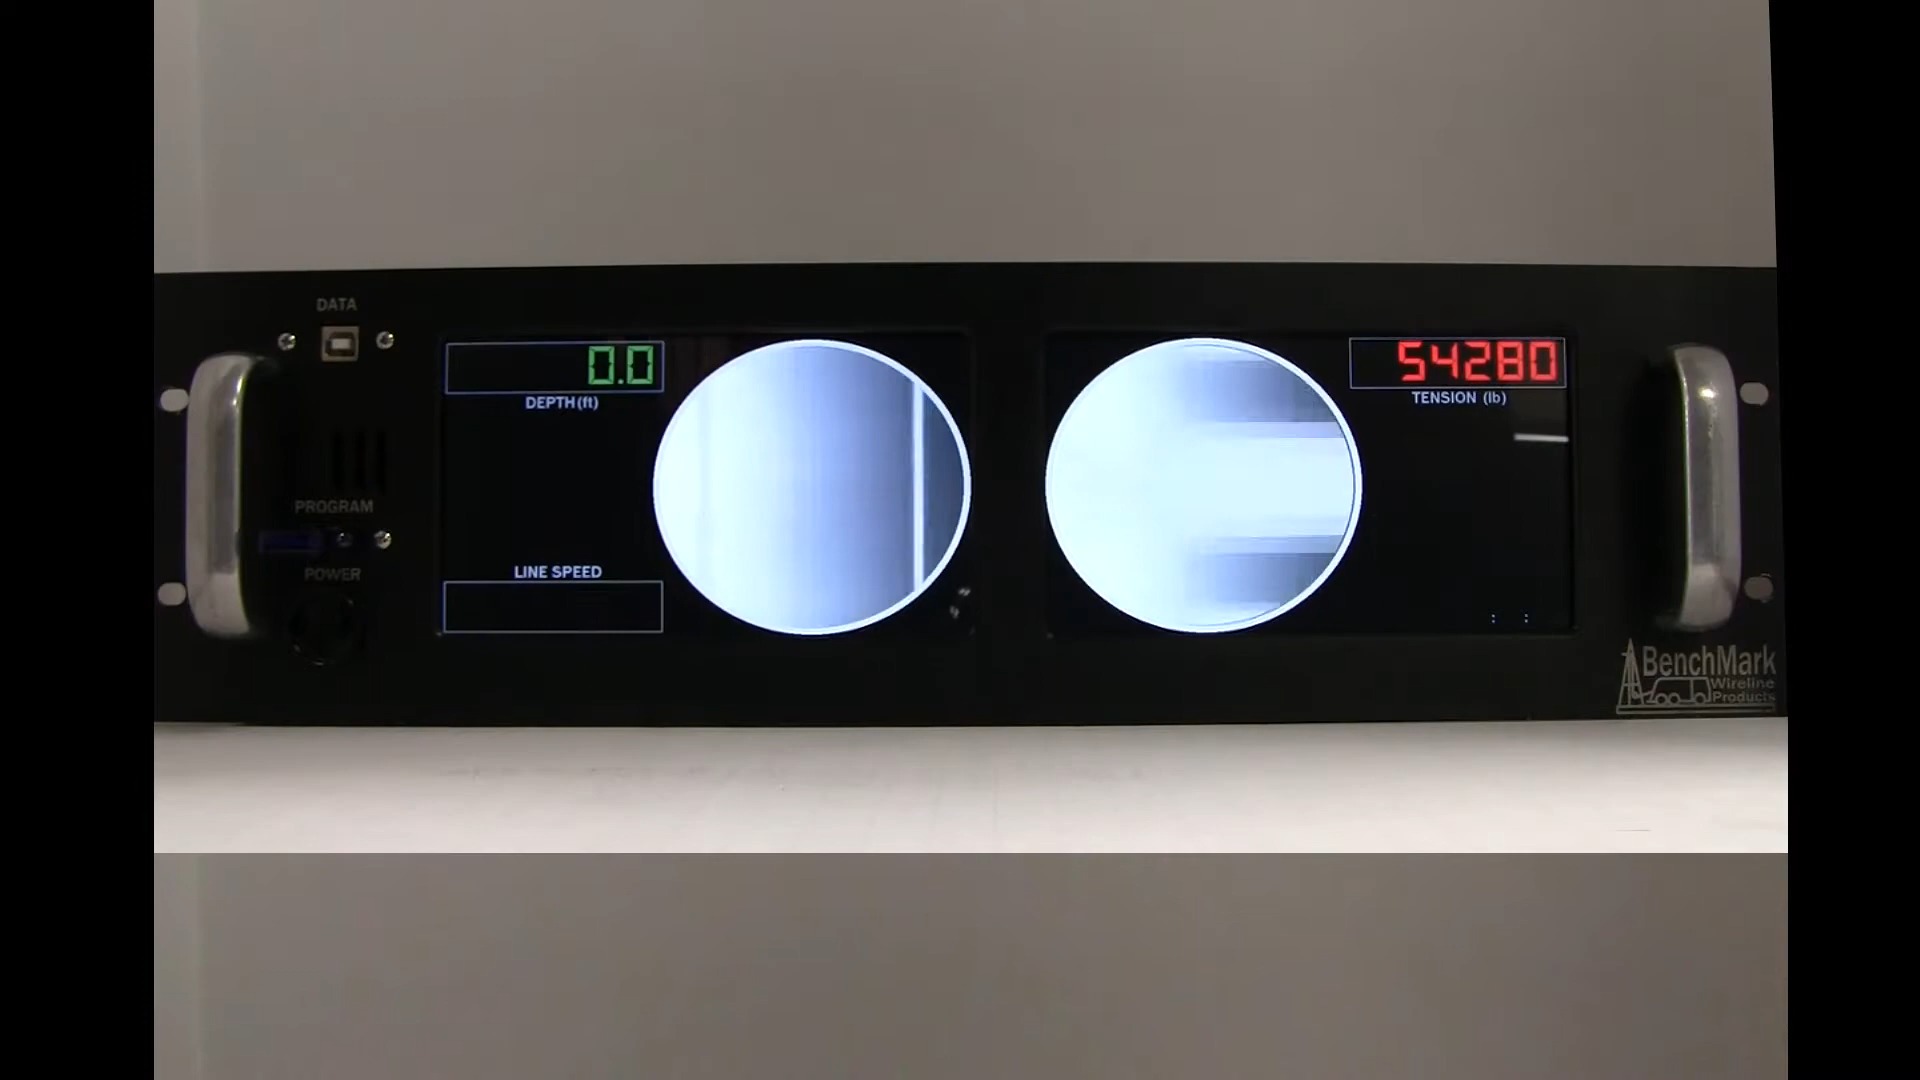 DATA
0.0
DEPTH (ft)
54280
TENSION (lb)
PROGRAM
POWER
LINE SPEED
: :
BenchMark
Wireline
Products